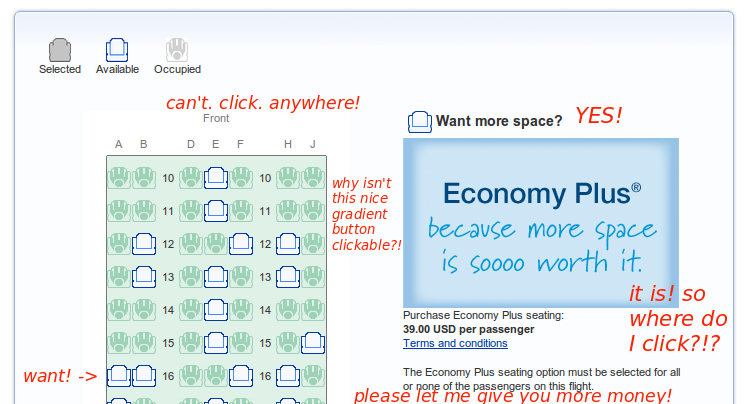 Selected Available Occupied
can't. click. anywhere!
Front
Want more space? YES!
A B D E F H J
10 10
11 11
12 12
13 13
14 14
15 15
16 16
why isn't
this nice
gradient
button
clickable?!
want! ->
Economy Plus®
because more space
is soooo worth it.
it is! so
where do
I click?!?
Purchase Economy Plus seating:
39.00 USD per passenger
Terms and conditions
The Economy Plus seating option must be selected for all
or none of the passengers on this flight.
please let me give you more money!